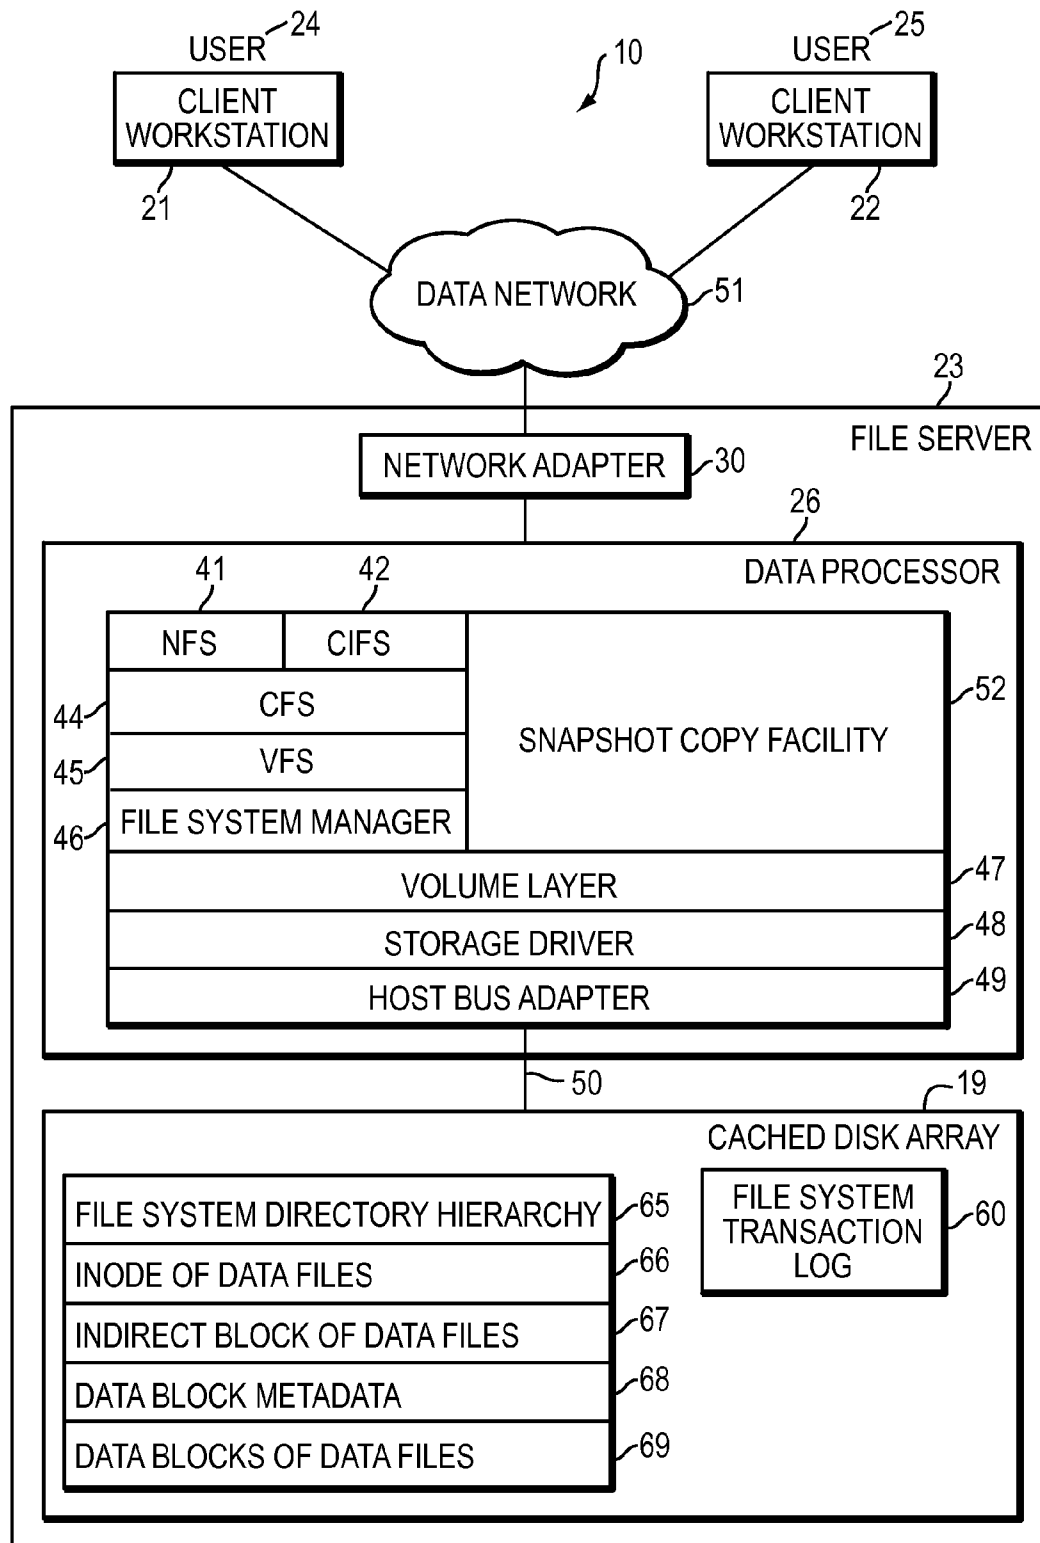 24
USER
CLIENT
WORKSTATION
21
10
25
USER
CLIENT
WORKSTATION
22
DATA NETWORK
51
23
FILE SERVER
NETWORK ADAPTER
30
26
DATA PROCESSOR
41
42
NFS
CIFS
44
CFS
45
VFS
46
FILE SYSTEM MANAGER
SNAPSHOT COPY FACILITY
52
VOLUME LAYER
47
STORAGE DRIVER
48
HOST BUS ADAPTER
49
50
19
CACHED DISK ARRAY
FILE SYSTEM DIRECTORY HIERARCHY
65
INODE OF DATA FILES
66
INDIRECT BLOCK OF DATA FILES
67
DATA BLOCK METADATA
68
DATA BLOCKS OF DATA FILES
69
FILE SYSTEM
TRANSACTION
LOG
60